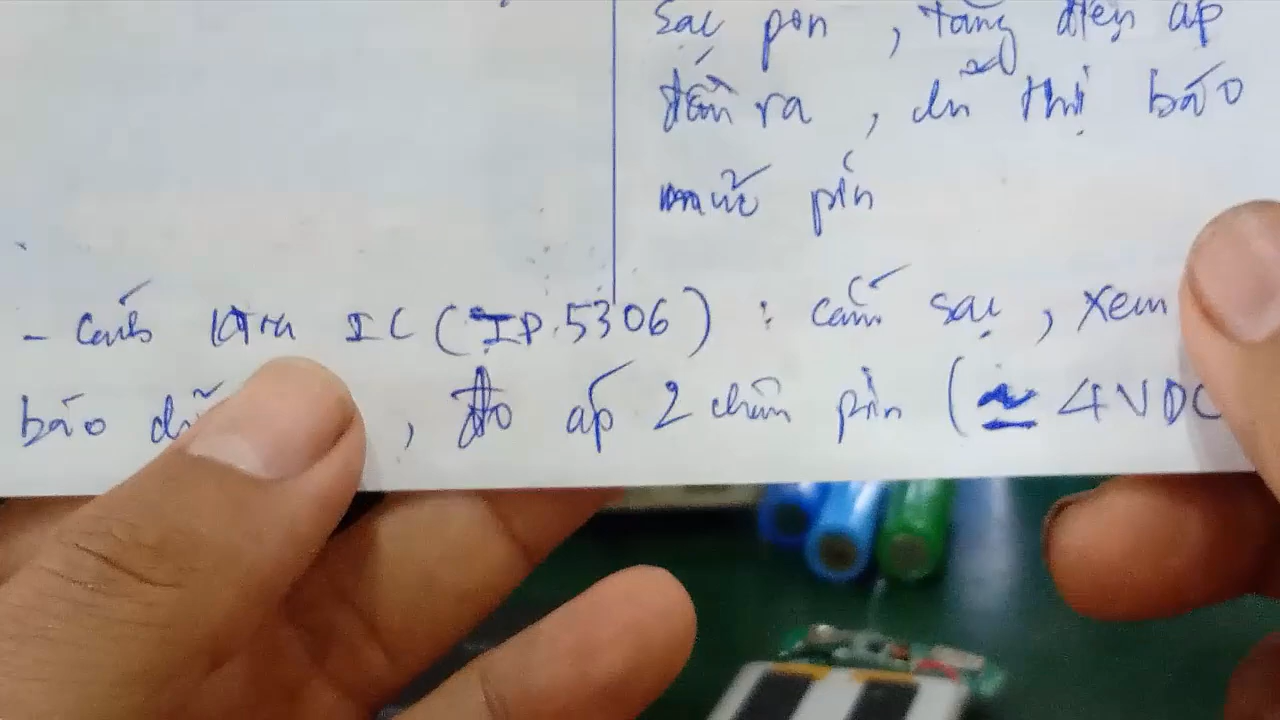 sạc pin, tăng điện áp
đầu ra, chỉ thị báo
mức pin
- Cách ktra IC (IP 5306): cắm sạc, xem
báo, đo áp 2 chân pin (≈ 4VDC